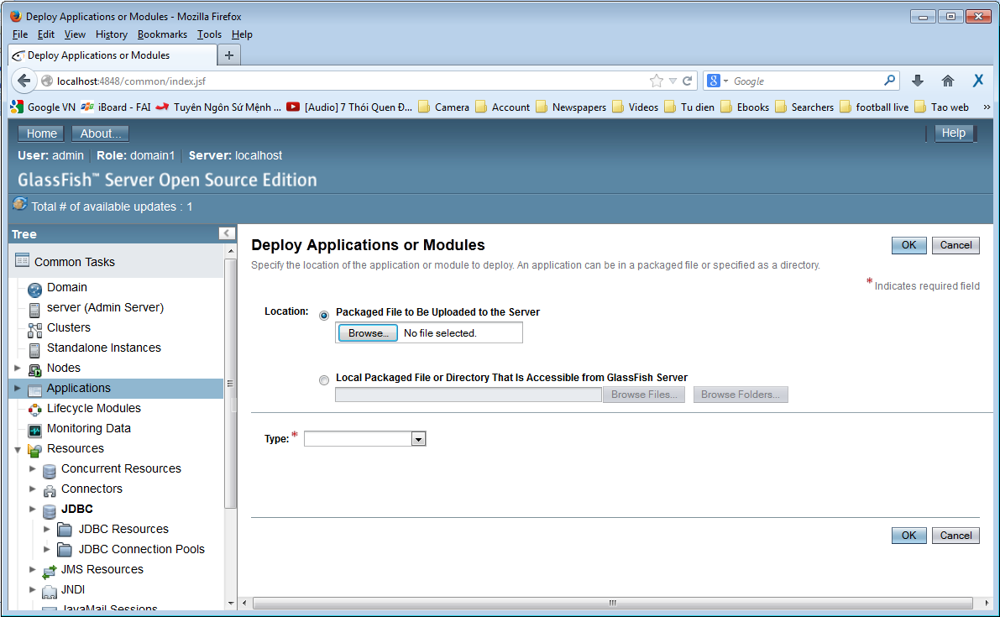 Deploy Applications or Modules - Mozilla Firefox
File Edit View History Bookmarks Tools Help
Deploy Applications or Modules
localhost:4848/common/index.jsf
Google
Google VN iBoard - FAI Tuyên Ngôn Sứ Mệnh ... [Audio] 7 Thói Quen Đ... Camera Account Newspapers Videos Tu dien Ebooks Searchers football live Tao web »
Home About... Help
User: admin Role: domain1 Server: localhost
GlassFish™ Server Open Source Edition
Total # of available updates : 1
Tree
Common Tasks
Domain
server (Admin Server)
Clusters
Standalone Instances
Nodes
Applications
Lifecycle Modules
Monitoring Data
Resources
Concurrent Resources
Connectors
JDBC
JDBC Resources
JDBC Connection Pools
JMS Resources
JNDI
JavaMail Sessions
Deploy Applications or Modules
OK Cancel
Specify the location of the application or module to deploy. An application can be in a packaged file or specified as a directory.
* Indicates required field
Location: Packaged File to Be Uploaded to the Server
Browse... No file selected.
Local Packaged File or Directory That Is Accessible from GlassFish Server
Browse Files... Browse Folders...
Type: *
OK Cancel